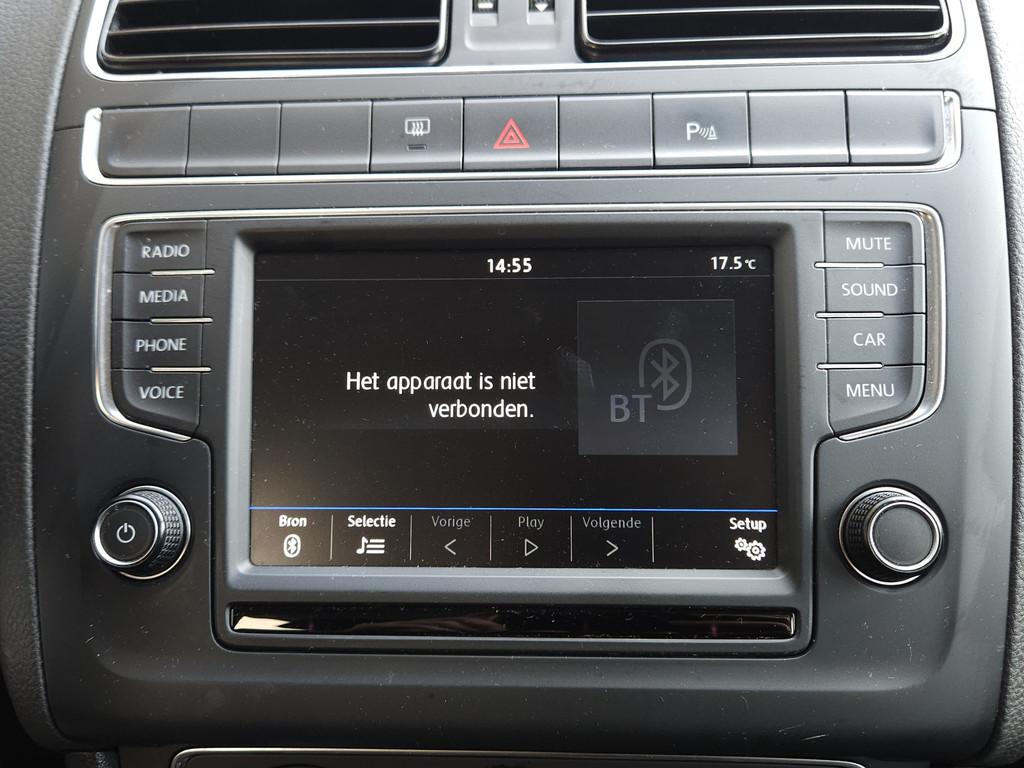 P
14:55
17.5°C
RADIO
MEDIA
PHONE
VOICE
MUTE
SOUND
CAR
MENU
Het apparaat is niet
verbonden.
BT
Bron
Selectie
Vorige
Play
Volgende
Setup